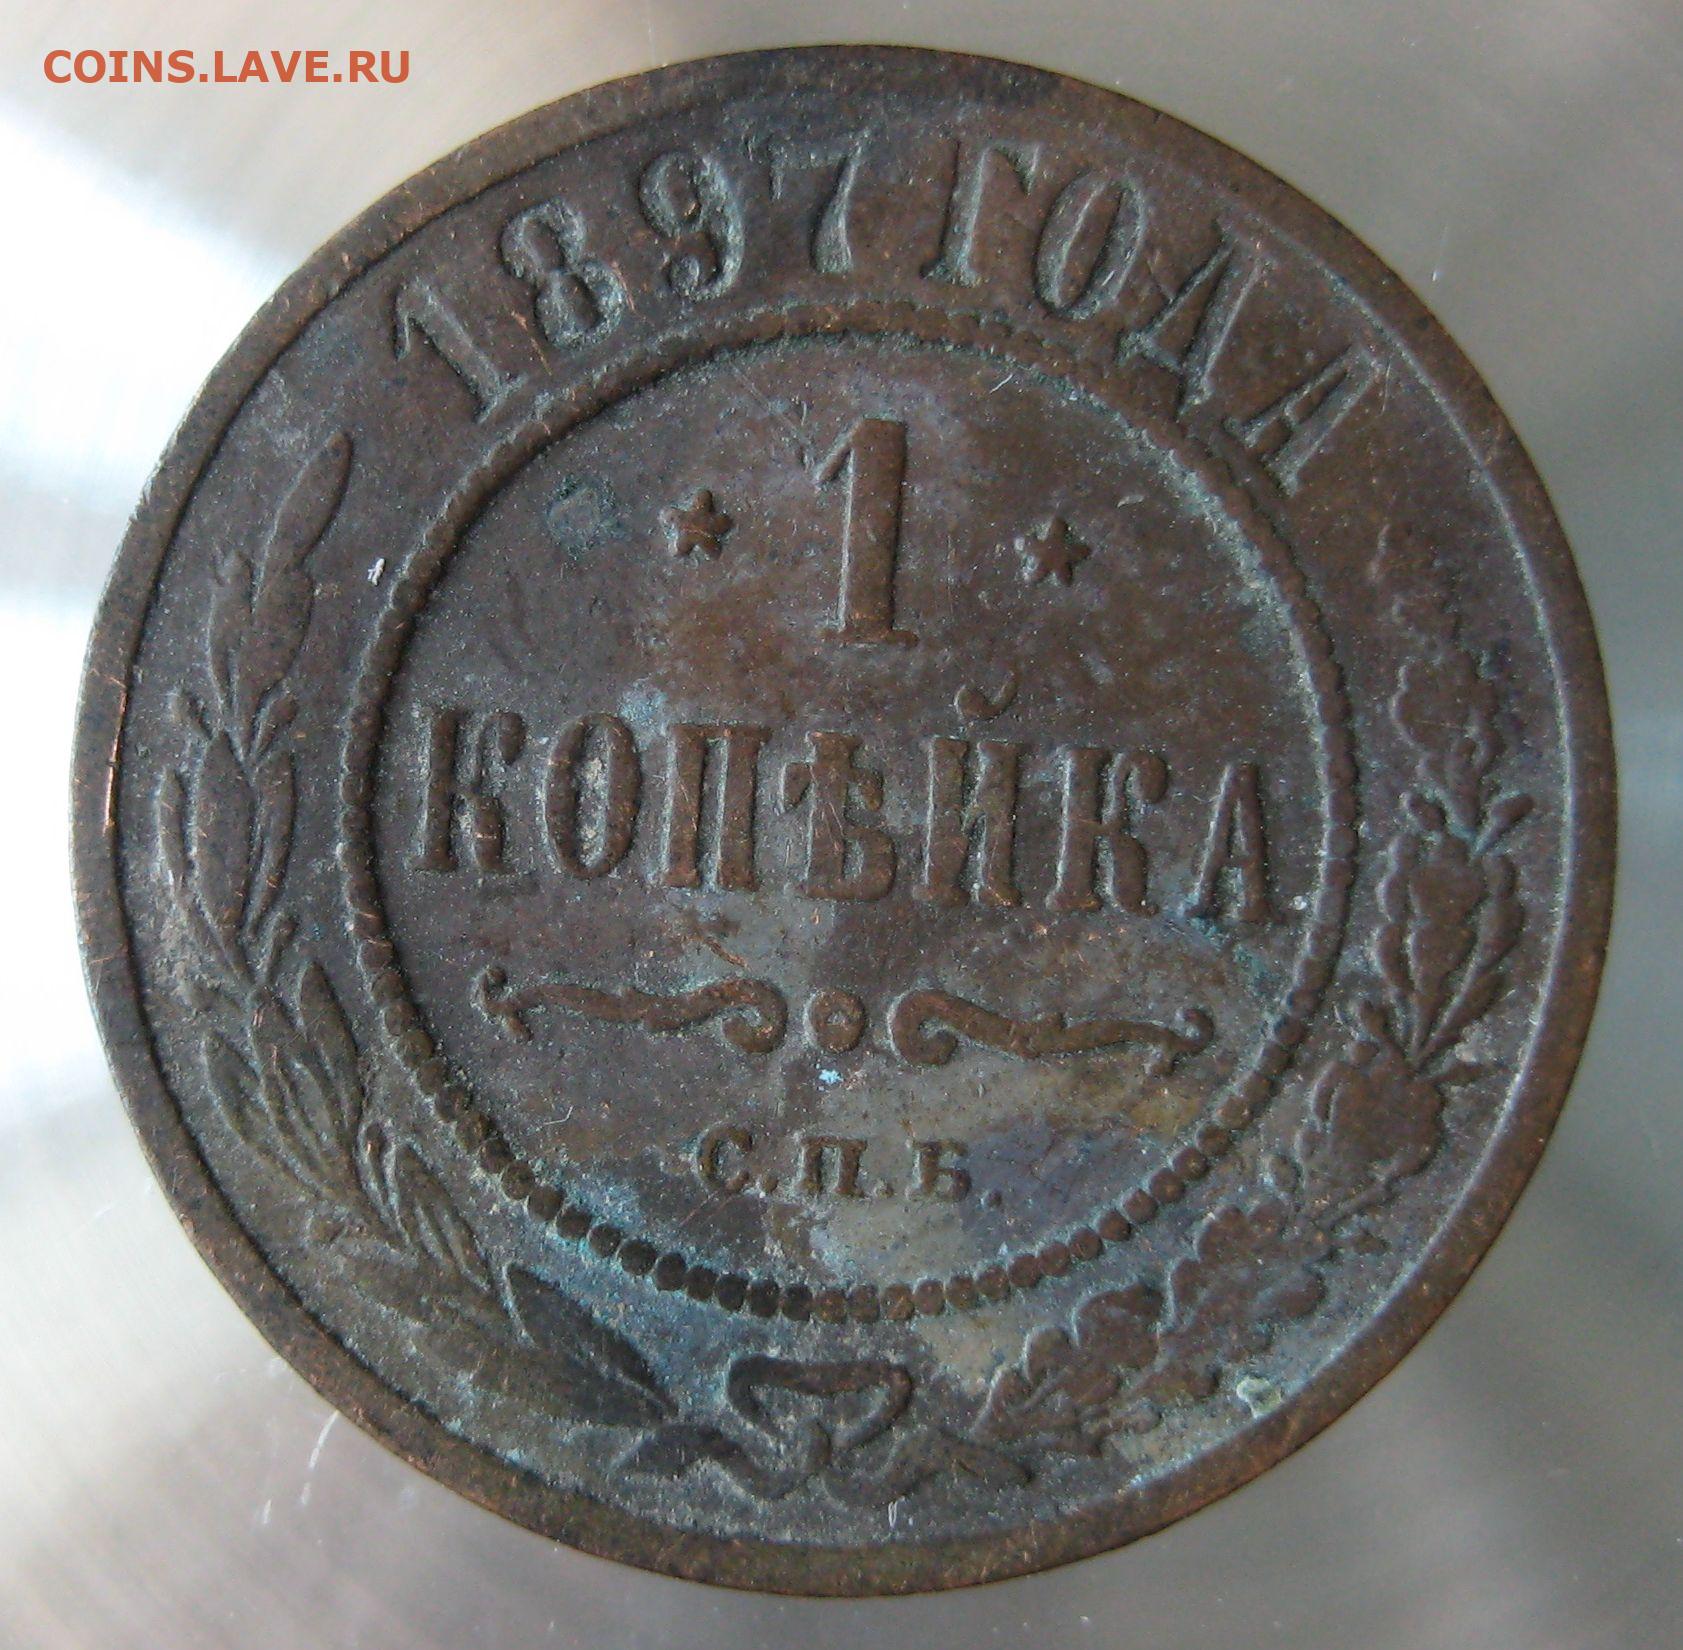 COINS.LAVE.RU
1897 ГОДА
* 1 *
КОПѢЙКА
С.П.Б.